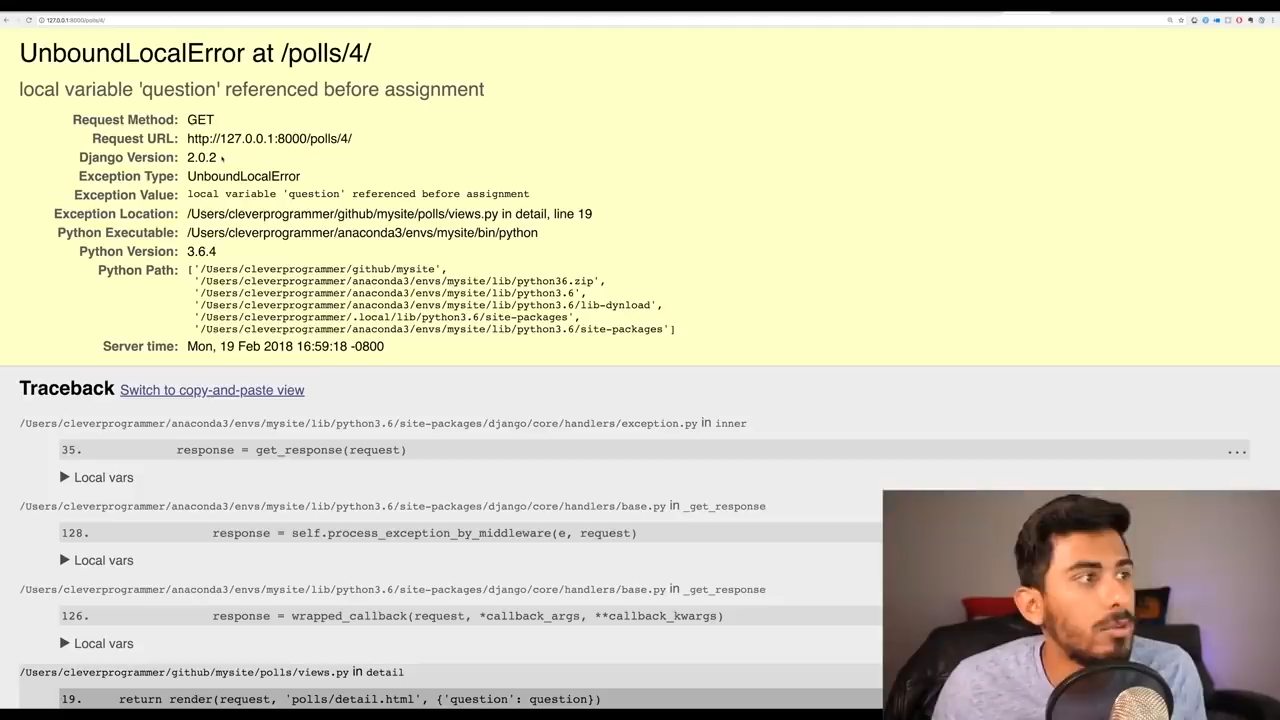 127.0.0.1:8000/polls/4/
UnboundLocalError at /polls/4/
local variable 'question' referenced before assignment
Request Method: GET
Request URL: http://127.0.0.1:8000/polls/4/
Django Version: 2.0.2
Exception Type: UnboundLocalError
Exception Value: local variable 'question' referenced before assignment
Exception Location: /Users/cleverprogrammer/github/mysite/polls/views.py in detail, line 19
Python Executable: /Users/cleverprogrammer/anaconda3/envs/mysite/bin/python
Python Version: 3.6.4
Python Path: ['/Users/cleverprogrammer/github/mysite',
'/Users/cleverprogrammer/anaconda3/envs/mysite/lib/python36.zip',
'/Users/cleverprogrammer/anaconda3/envs/mysite/lib/python3.6',
'/Users/cleverprogrammer/anaconda3/envs/mysite/lib/python3.6/lib-dynload',
'/Users/cleverprogrammer/.local/lib/python3.6/site-packages',
'/Users/cleverprogrammer/anaconda3/envs/mysite/lib/python3.6/site-packages']
Server time: Mon, 19 Feb 2018 16:59:18 -0800
Traceback Switch to copy-and-paste view
/Users/cleverprogrammer/anaconda3/envs/mysite/lib/python3.6/site-packages/django/core/handlers/exception.py in inner
35. response = get_response(request) ...
▶ Local vars
/Users/cleverprogrammer/anaconda3/envs/mysite/lib/python3.6/site-packages/django/core/handlers/base.py in _get_response
128. response = self.process_exception_by_middleware(e, request)
▶ Local vars
/Users/cleverprogrammer/anaconda3/envs/mysite/lib/python3.6/site-packages/django/core/handlers/base.py in _get_response
126. response = wrapped_callback(request, *callback_args, **callback_kwargs)
▶ Local vars
/Users/cleverprogrammer/github/mysite/polls/views.py in detail
19. return render(request, 'polls/detail.html', {'question': question})